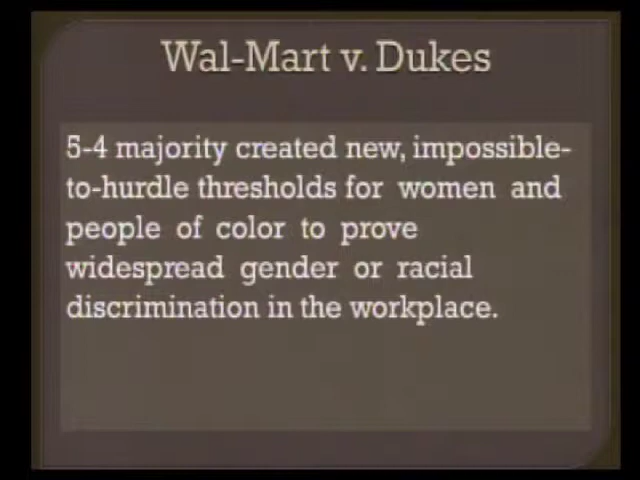 Wal-Mart v. Dukes
5-4 majority created new, impossible-
to-hurdle thresholds for women and
people of color to prove
widespread gender or racial
discrimination in the workplace.